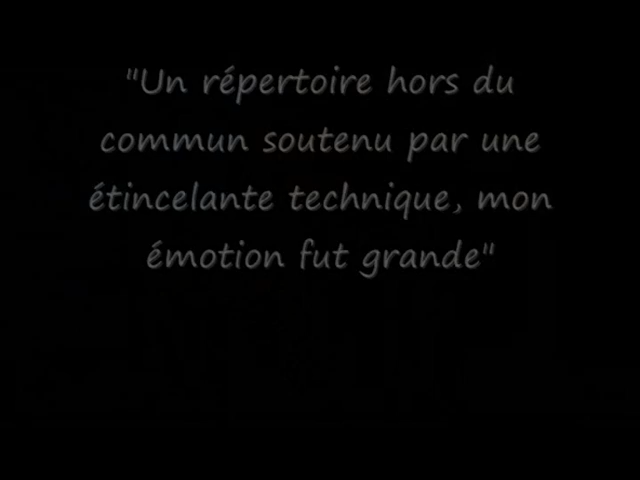 "Un répertoire hors du
commun soutenu par une
étincelante technique, mon
émotion fut grande"